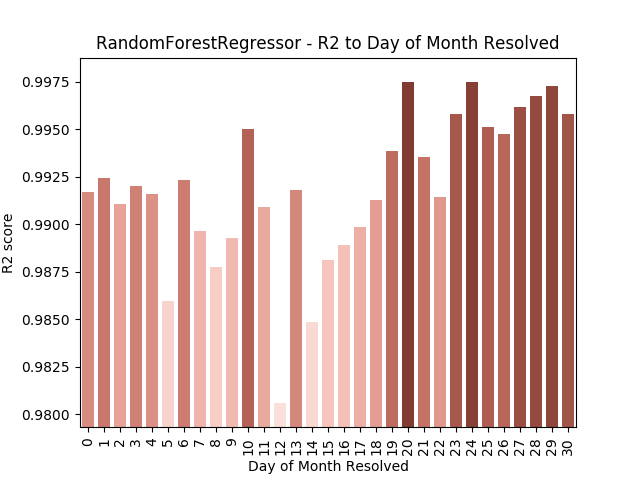 RandomForestRegressor - R2 to Day of Month Resolved
0.9975
0.9950
0.9925
0.9900
0.9875
0.9850
0.9825
0.9800
R2 score
0 1 2 3 4 5 6 7 8 9 10 11 12 13 14 15 16 17 18 19 20 21 22 23 24 25 26 27 28 29 30
Day of Month Resolved